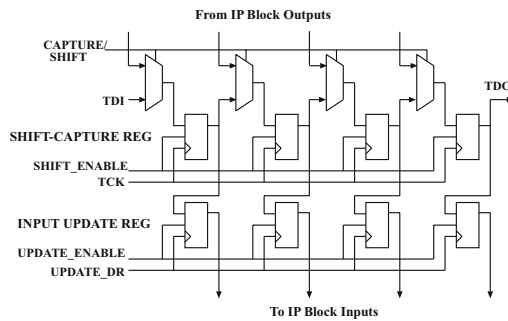 From IP Block Outputs
CAPTURE/
SHIFT
TDI
TDO
SHIFT-CAPTURE REG
SHIFT_ENABLE
TCK
INPUT UPDATE REG
UPDATE_ENABLE
UPDATE_DR
To IP Block Inputs